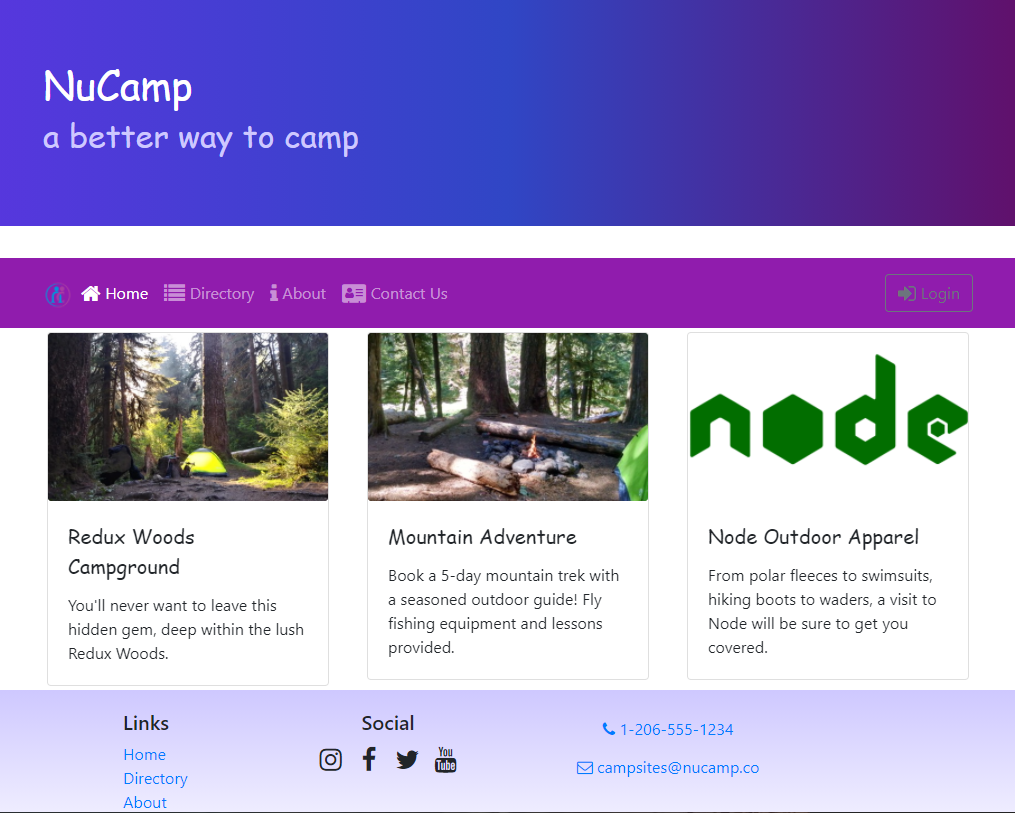 NuCamp
a better way to camp
Home Directory About Contact Us Login
node
Redux Woods
Campground
You'll never want to leave this
hidden gem, deep within the lush
Redux Woods.
Mountain Adventure
Book a 5-day mountain trek with
a seasoned outdoor guide! Fly
fishing equipment and lessons
provided.
Node Outdoor Apparel
From polar fleeces to swimsuits,
hiking boots to waders, a visit to
Node will be sure to get you
covered.
Links
Home
Directory
About
Social
You
Tube
1-206-555-1234
campsites@nucamp.co